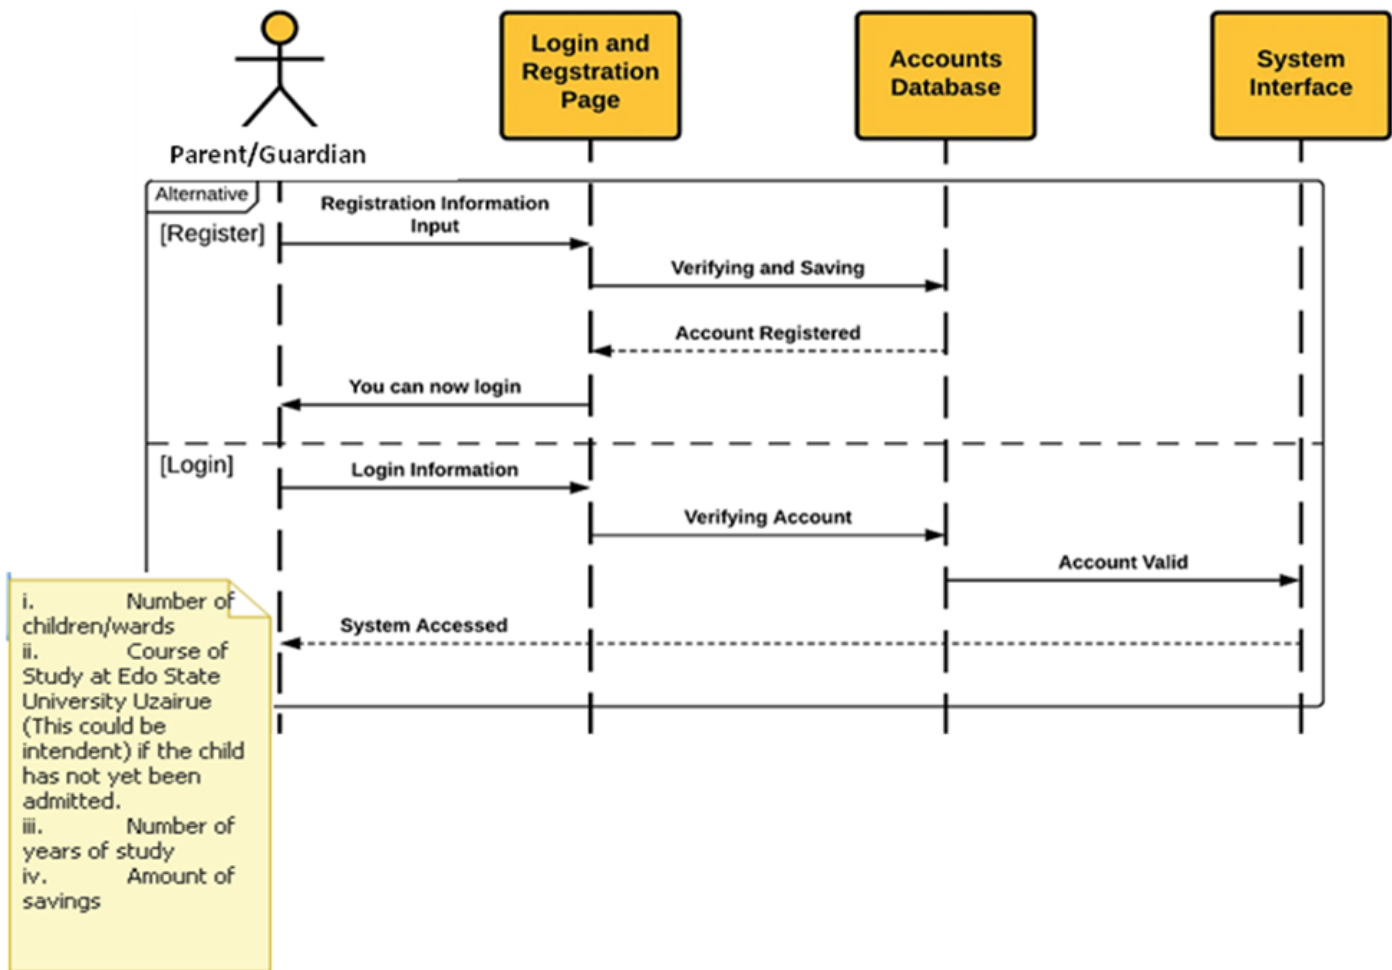 Login and
Regstration
Page
Accounts
Database
System
Interface
Parent/Guardian
Alternative
[Register]
Registration Information
Input
Verifying and Saving
Account Registered
You can now login
[Login]
Login Information
Verifying Account
Account Valid
System Accessed
i. Number of
children/wards
ii. Course of
Study at Edo State
University Uzairue
(This could be
intendent) if the child
has not yet been
admitted.
iii. Number of
years of study
iv. Amount of
savings